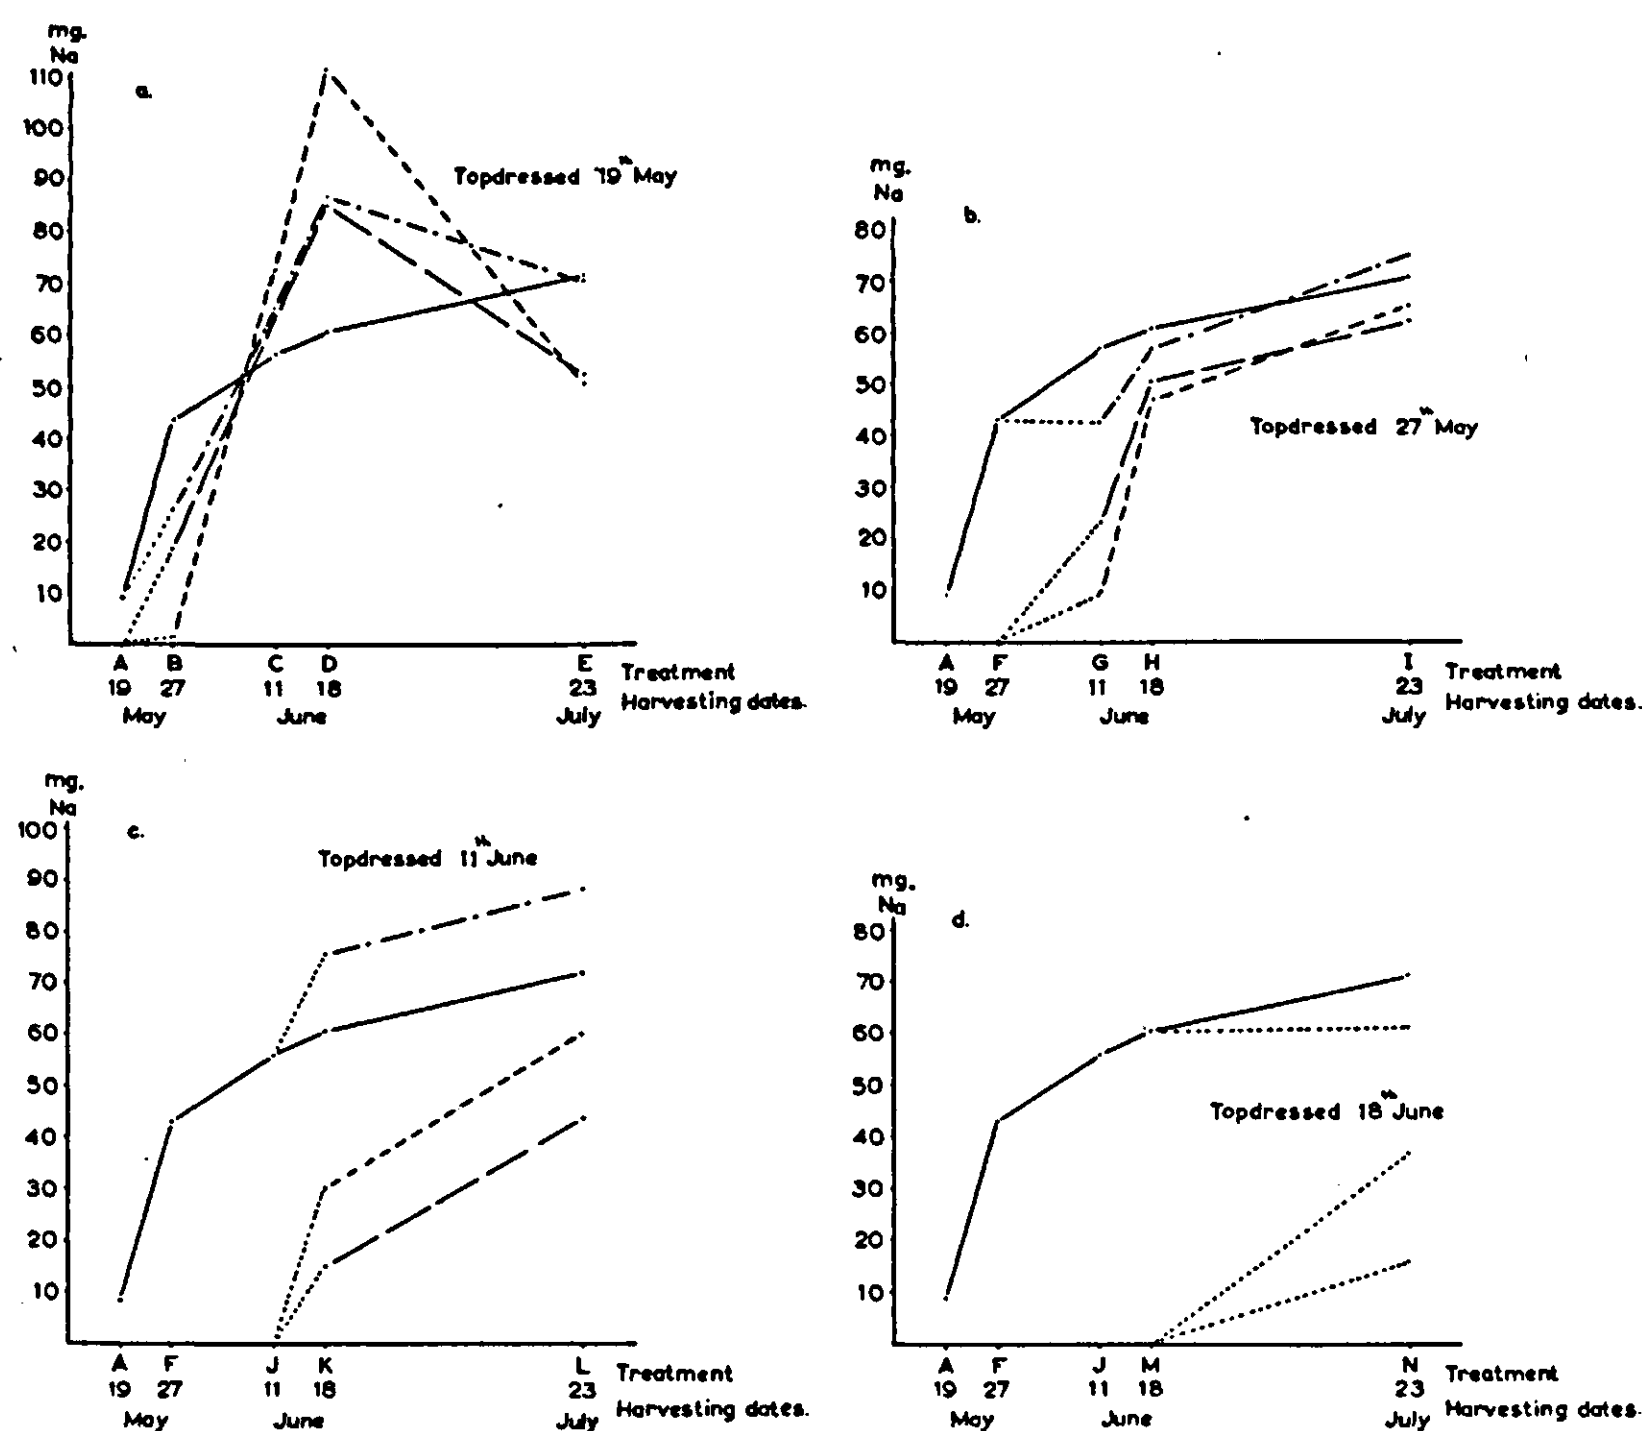 mg.
Na
a.
110
100
90
80
70
60
50
40
30
20
10
Topdressed 19th May
A B C D E Treatment
19 27 11 18 23 Harvesting dates.
May June July
mg.
Na
b.
80
70
60
50
40
30
20
10
Topdressed 27th May
A F G H I Treatment
19 27 11 18 23 Harvesting dates.
May June July
mg.
Na
c.
100
90
80
70
60
50
40
30
20
10
Topdressed 11th June
A F J K L Treatment
19 27 11 18 23 Harvesting dates.
May June July
mg.
Na
d.
80
70
60
50
40
30
20
10
Topdressed 18th June
A F J M N Treatment
19 27 11 18 23 Harvesting dates.
May June July